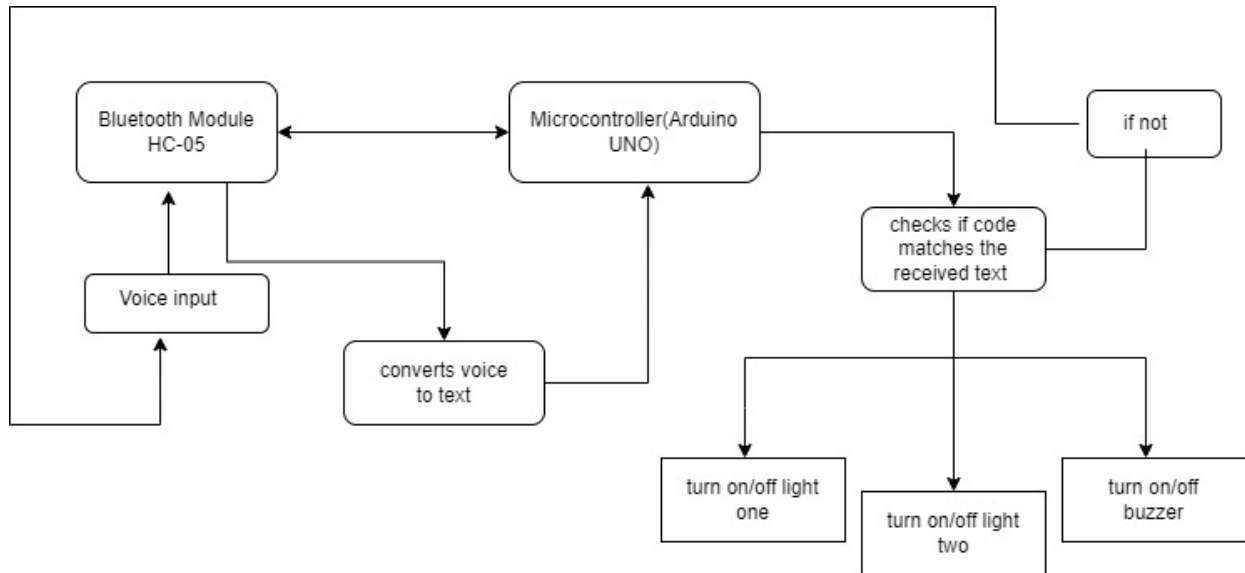 Bluetooth Module
HC-05
Microcontroller(Arduino
UNO)
if not
checks if code
matches the
received text
Voice input
converts voice
to text
turn on/off light
one
turn on/off light
two
turn on/off
buzzer